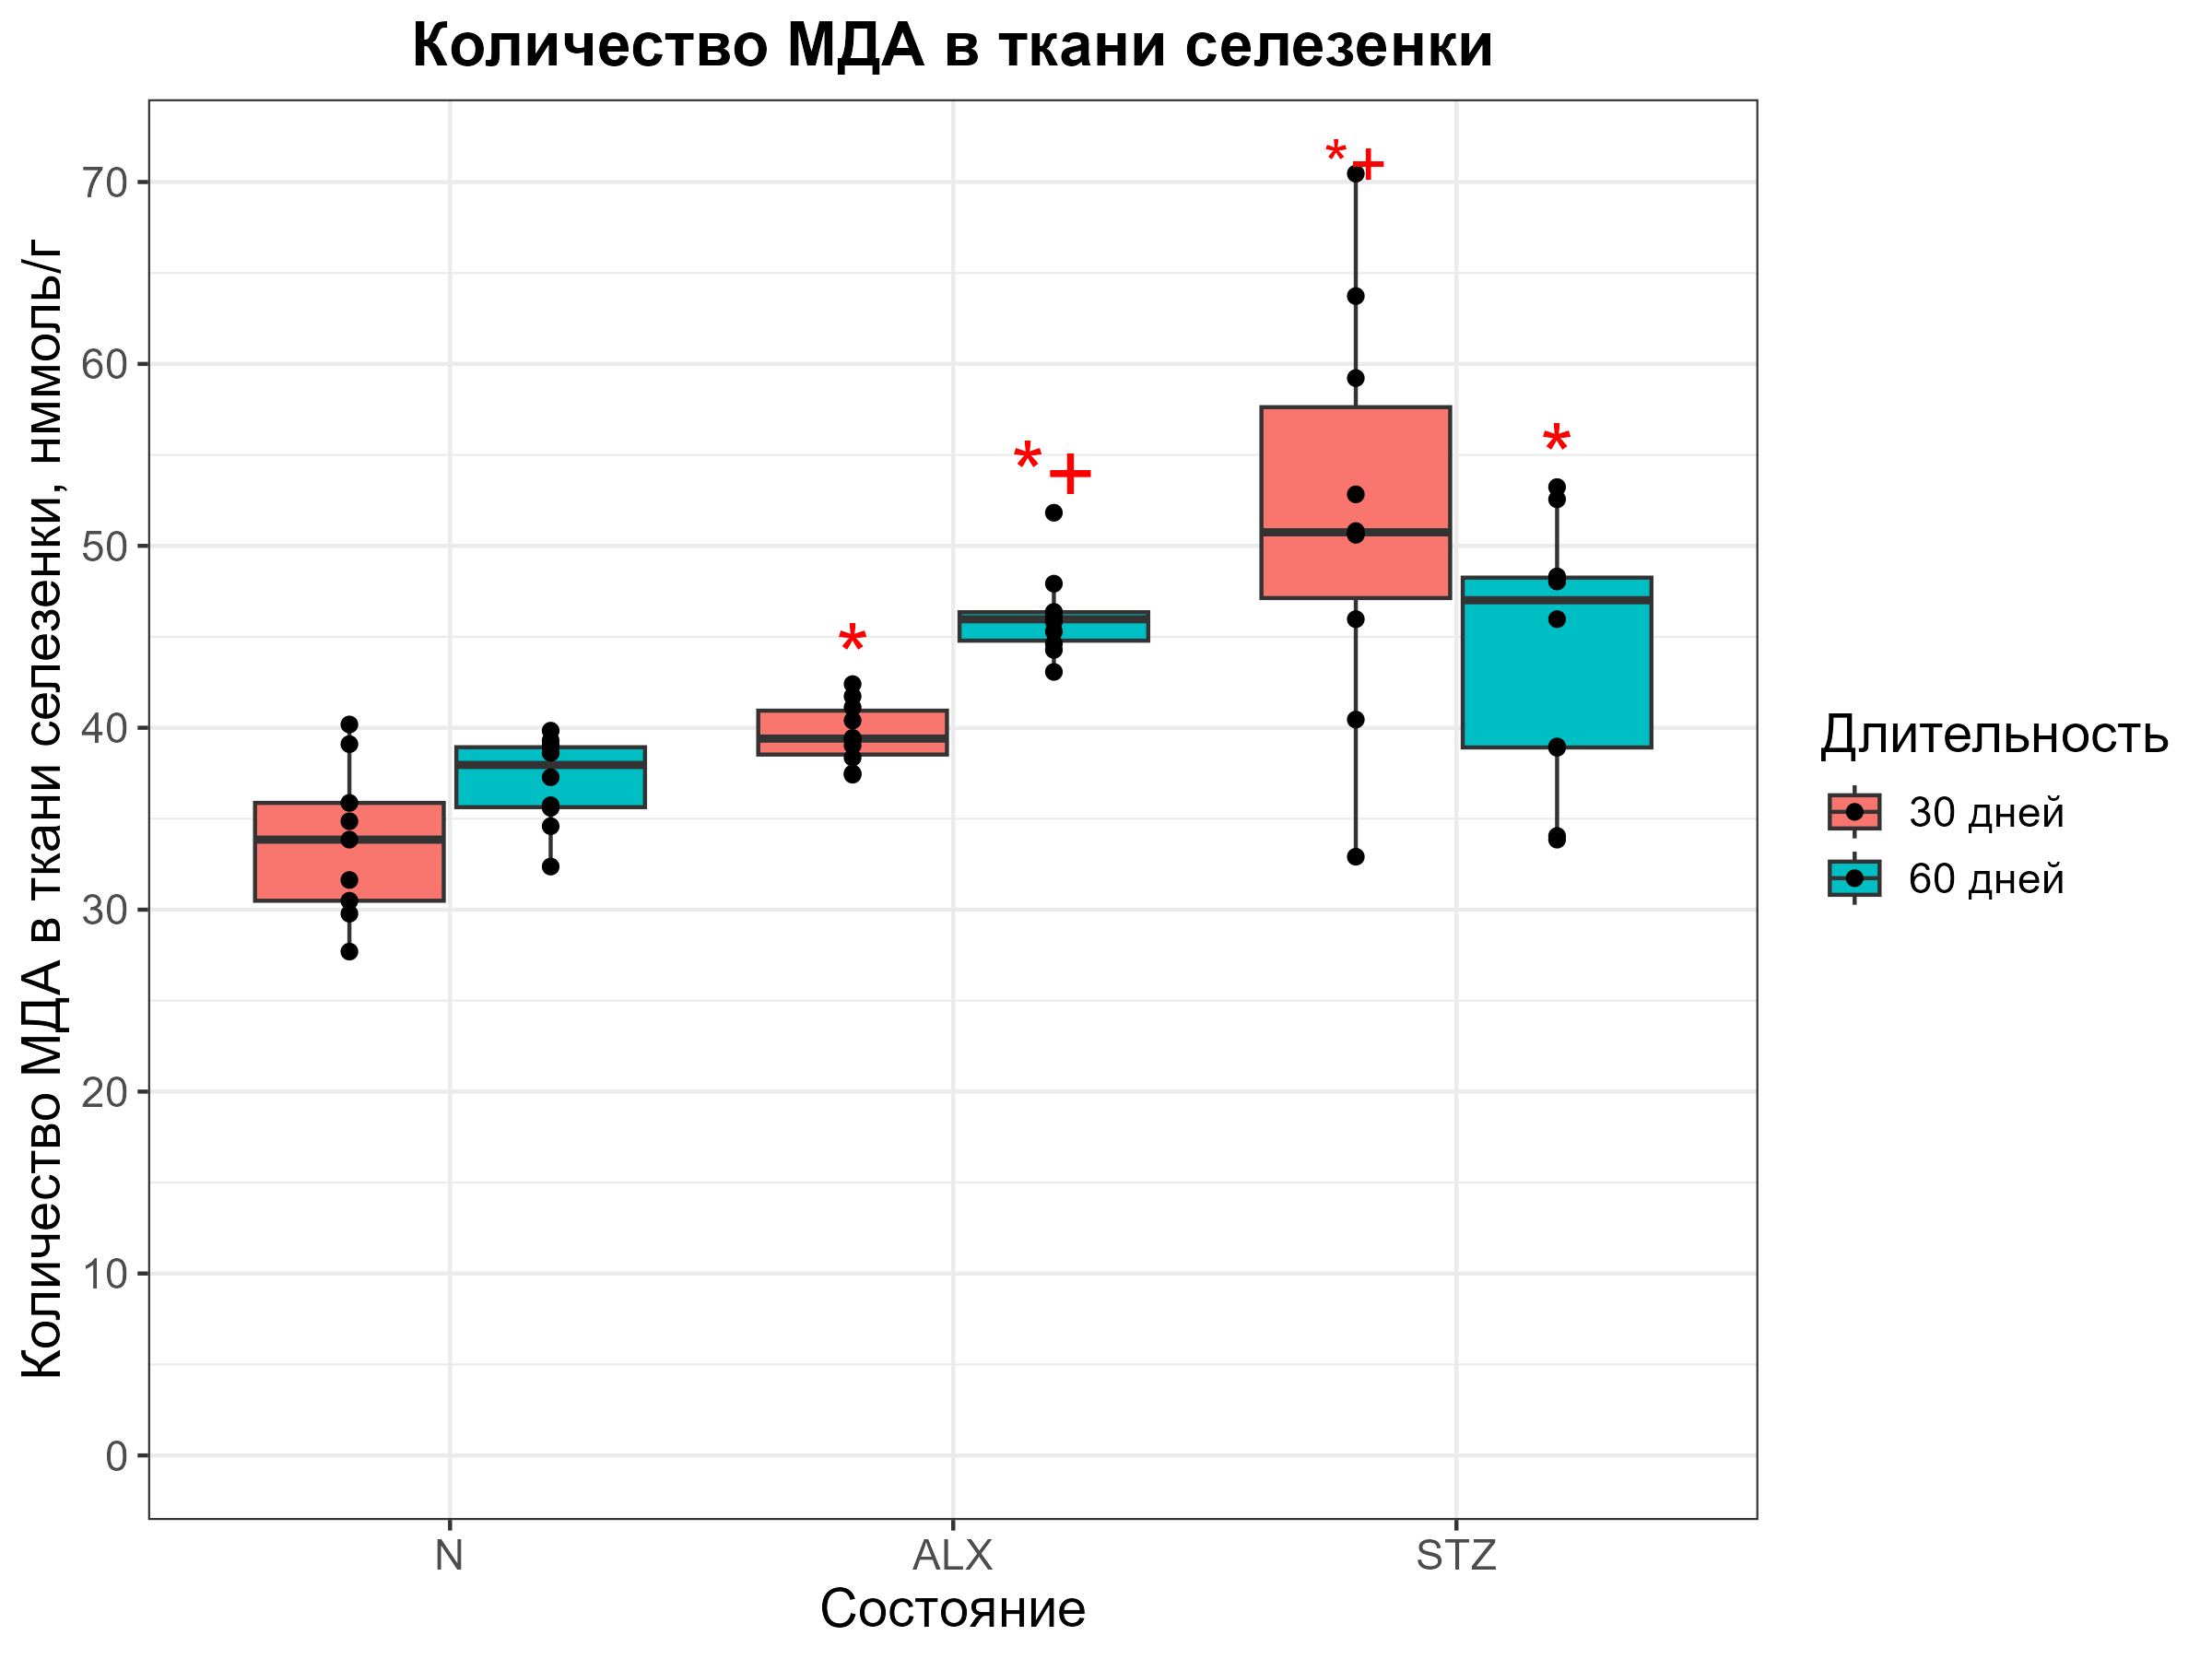 Количество МДА в ткани селезенки
Количество МДА в ткани селезенки, нммоль/г
70
60
50
40
30
20
10
0
* +
* +
*
*
N
ALX
STZ
Состояние
Длительность
30 дней
60 дней